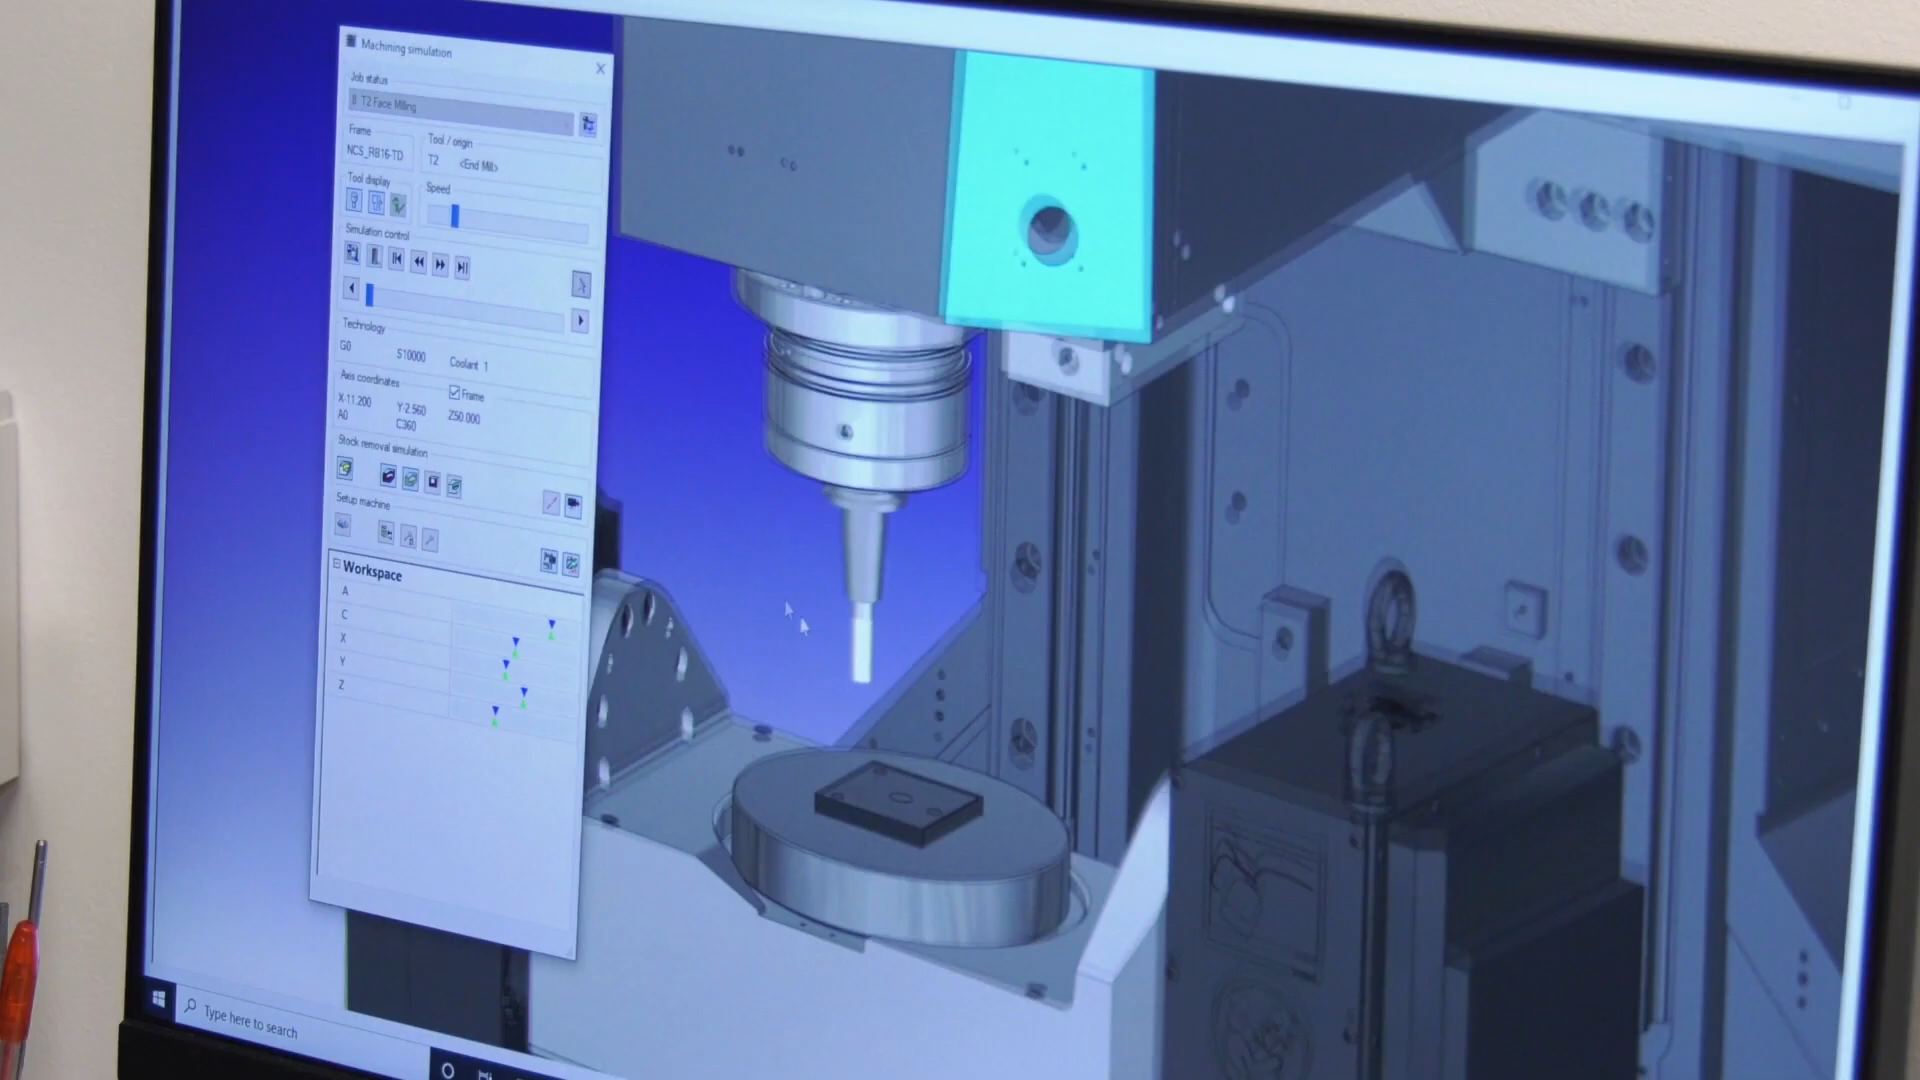 Machining simulation
Job status
T2 Face Milling
Frame
NCS_RB16-TD
Tool / origin
T2 <End Mill>
Tool display
Speed
Simulation control
Technology
G0 S10000 Coolant 1
Axis coordinates
Frame
X-11.200 Y-2.560 Z50.000
A0 C360
Stock removal simulation
Setup machine
Workspace
A
C
X
Y
Z
Type here to search